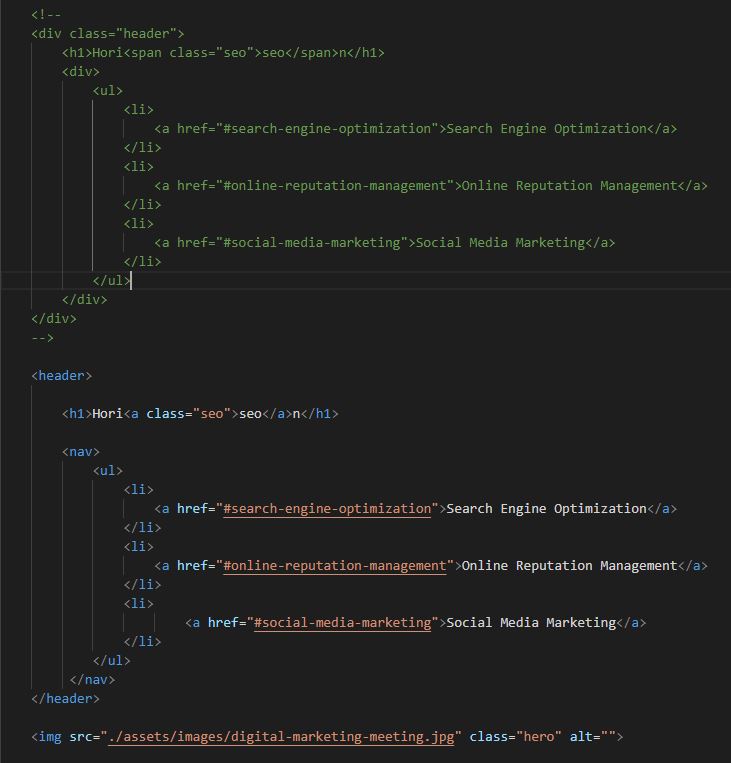 <!--
<div class="header">
<h1>Hori<span class="seo">seo</span>n</h1>
<div>
<ul>
<li>
<a href="#search-engine-optimization">Search Engine Optimization</a>
</li>
<li>
<a href="#online-reputation-management">Online Reputation Management</a>
</li>
<li>
<a href="#social-media-marketing">Social Media Marketing</a>
</li>
</ul>
</div>
</div>
-->
<header>
<h1>Hori<a class="seo">seo</a>n</h1>
<nav>
<ul>
<li>
<a href="#search-engine-optimization">Search Engine Optimization</a>
</li>
<li>
<a href="#online-reputation-management">Online Reputation Management</a>
</li>
<li>
<a href="#social-media-marketing">Social Media Marketing</a>
</li>
</ul>
</nav>
</header>
<img src="./assets/images/digital-marketing-meeting.jpg" class="hero" alt="">